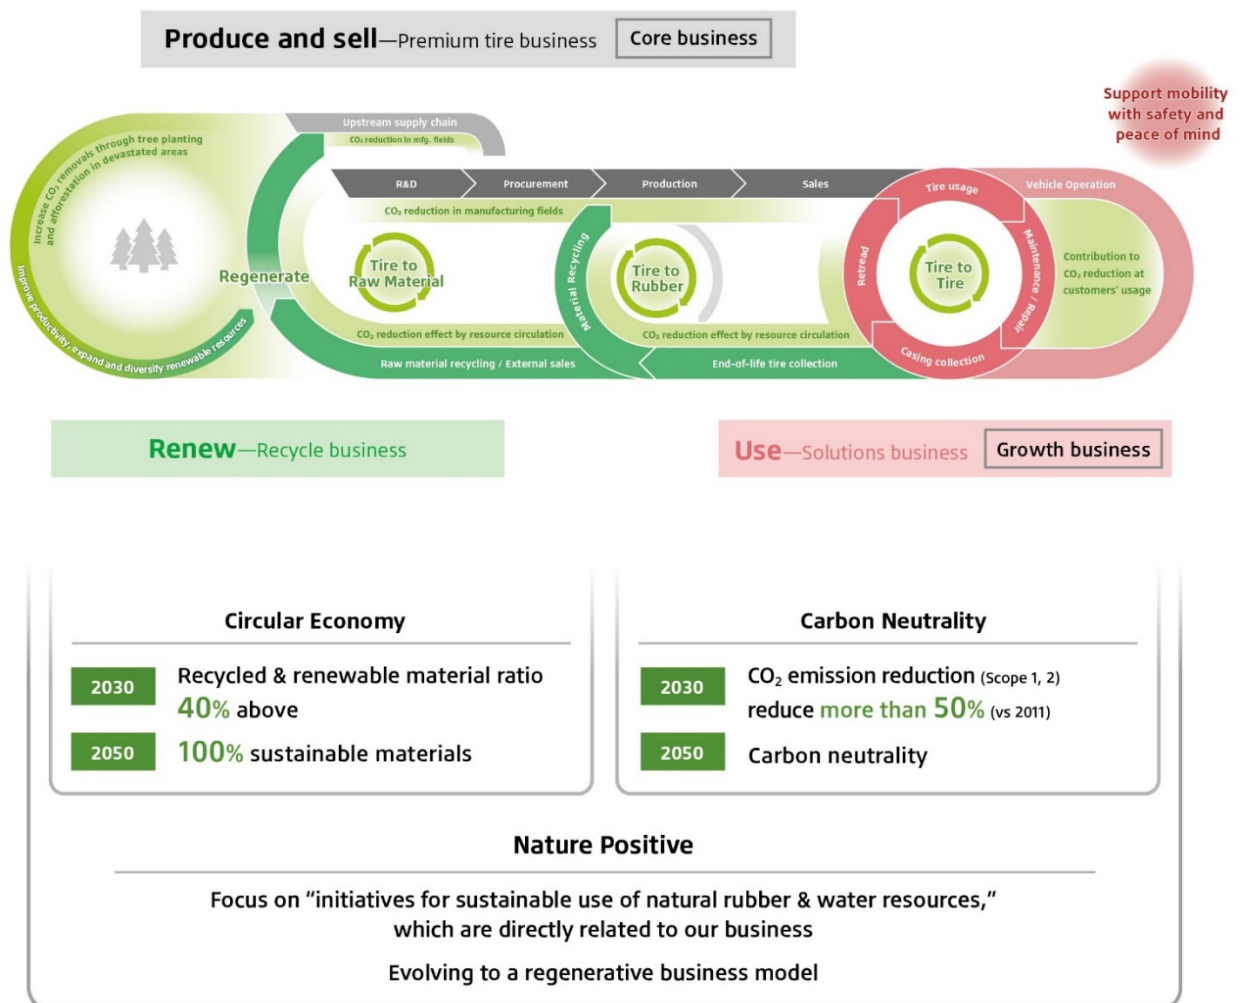 Produce and sell—Premium tire business
Core business
Support mobility
with safety and
peace of mind
Upstream supply chain
CO₂ reduction in mfg. fields
Increase CO₂ removals through tree planting
and afforestation in devastated areas
Improve productivity, expand and diversify renewable resources
Regenerate
R&D
Procurement
Production
Sales
CO₂ reduction in manufacturing fields
Tire to
Raw Material
Material Recycling
Tire to
Rubber
CO₂ reduction effect by resource circulation
CO₂ reduction effect by resource circulation
Raw material recycling / External sales
End-of-life tire collection
Tire usage
Vehicle Operation
Retread
Tire to
Tire
Maintenance / Repair
Casing collection
Contribution to
CO₂ reduction at
customers' usage
Renew—Recycle business
Use—Solutions business
Growth business
Circular Economy
2030
Recycled & renewable material ratio
40% above
2050
100% sustainable materials
Carbon Neutrality
2030
CO₂ emission reduction (Scope 1, 2)
reduce more than 50% (vs 2011)
2050
Carbon neutrality
Nature Positive
Focus on “initiatives for sustainable use of natural rubber & water resources,”
which are directly related to our business
Evolving to a regenerative business model